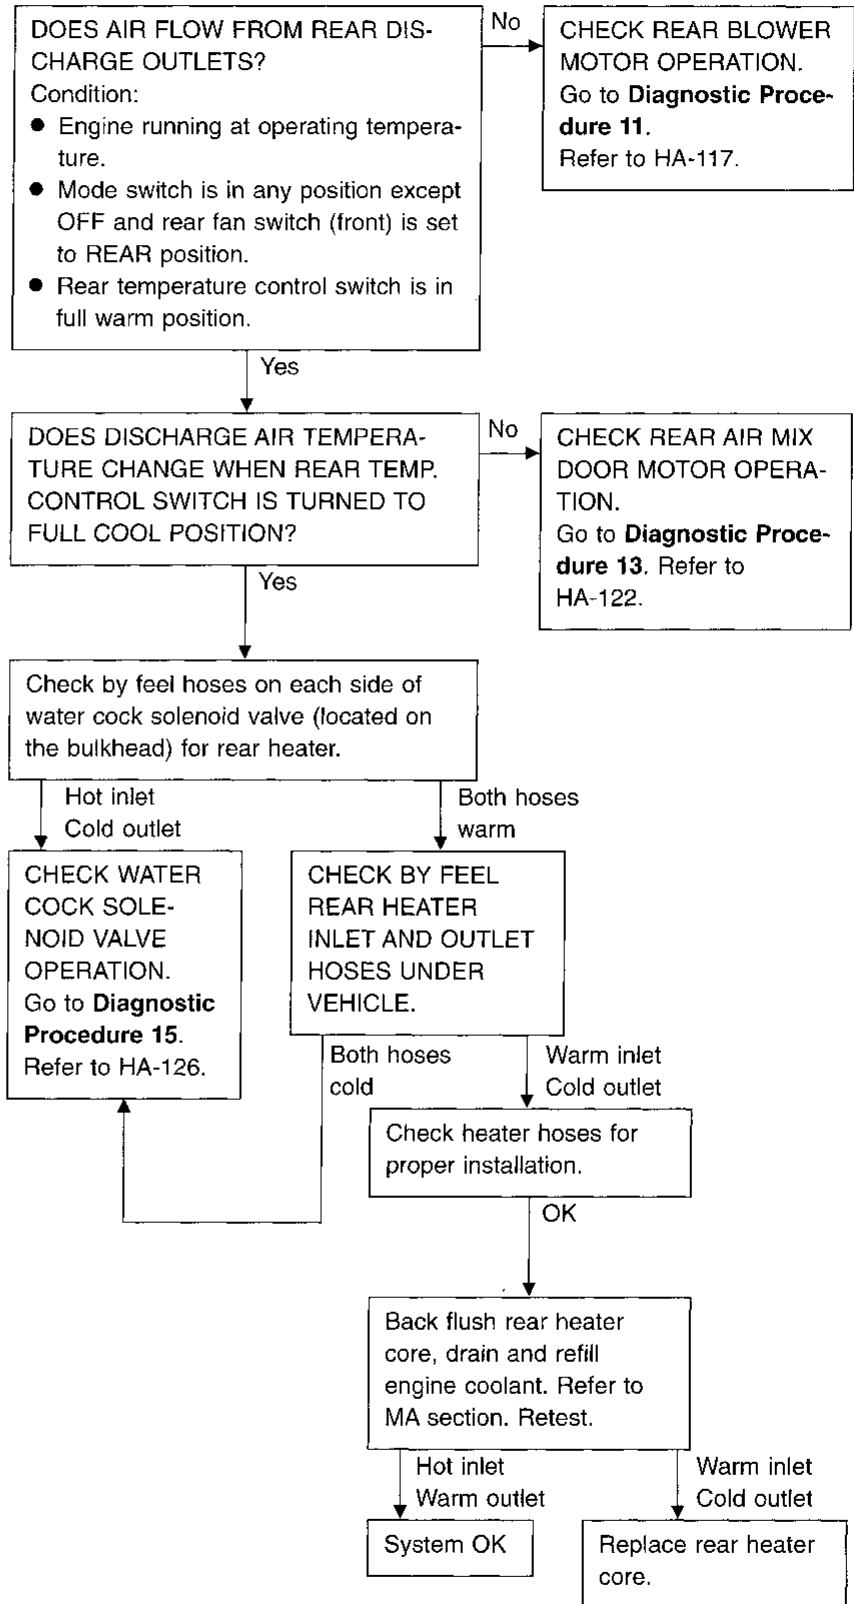 DOES AIR FLOW FROM REAR DIS-
CHARGE OUTLETS?
Condition:
● Engine running at operating tempera-
ture.
● Mode switch is in any position except
OFF and rear fan switch (front) is set
to REAR position.
● Rear temperature control switch is in
full warm position.
No
CHECK REAR BLOWER
MOTOR OPERATION.
Go to Diagnostic Proce-
dure 11.
Refer to HA-117.
Yes
DOES DISCHARGE AIR TEMPERA-
TURE CHANGE WHEN REAR TEMP.
CONTROL SWITCH IS TURNED TO
FULL COOL POSITION?
No
CHECK REAR AIR MIX
DOOR MOTOR OPERA-
TION.
Go to Diagnostic Proce-
dure 13. Refer to
HA-122.
Yes
Check by feel hoses on each side of
water cock solenoid valve (located on
the bulkhead) for rear heater.
Hot inlet
Cold outlet
Both hoses
warm
CHECK WATER
COCK SOLE-
NOID VALVE
OPERATION.
Go to Diagnostic
Procedure 15.
Refer to HA-126.
CHECK BY FEEL
REAR HEATER
INLET AND OUTLET
HOSES UNDER
VEHICLE.
Both hoses
cold
Warm inlet
Cold outlet
Check heater hoses for
proper installation.
OK
Back flush rear heater
core, drain and refill
engine coolant. Refer to
MA section. Retest.
Hot inlet
Warm outlet
Warm inlet
Cold outlet
System OK
Replace rear heater
core.